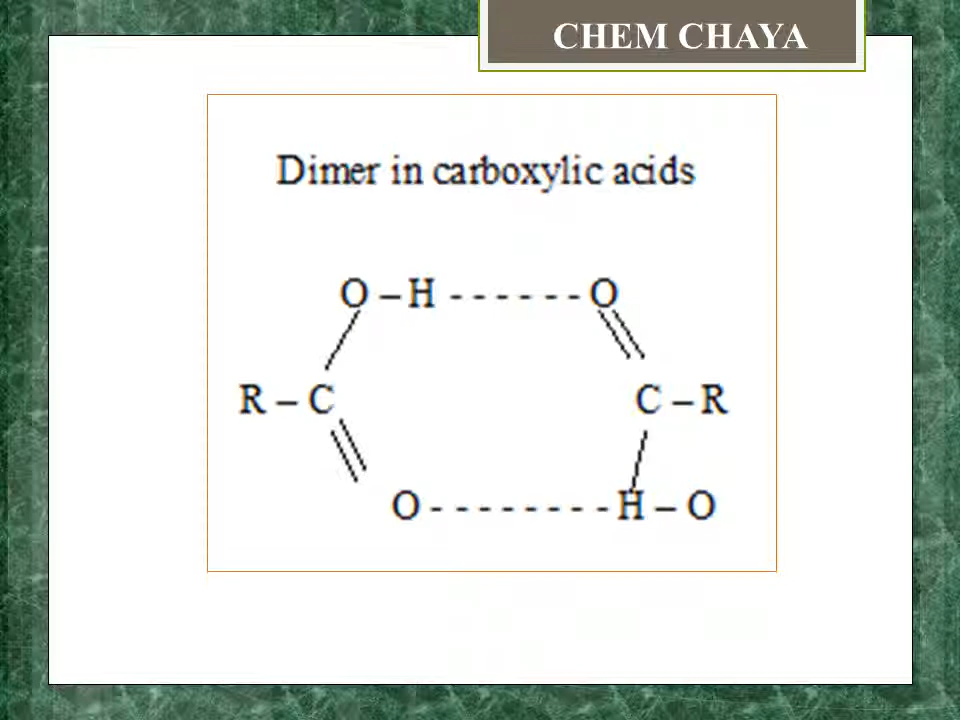 CHEM CHAYA
Dimer in carboxylic acids
O – H - - - - - - O
R – C C – R
O - - - - - - - - H – O